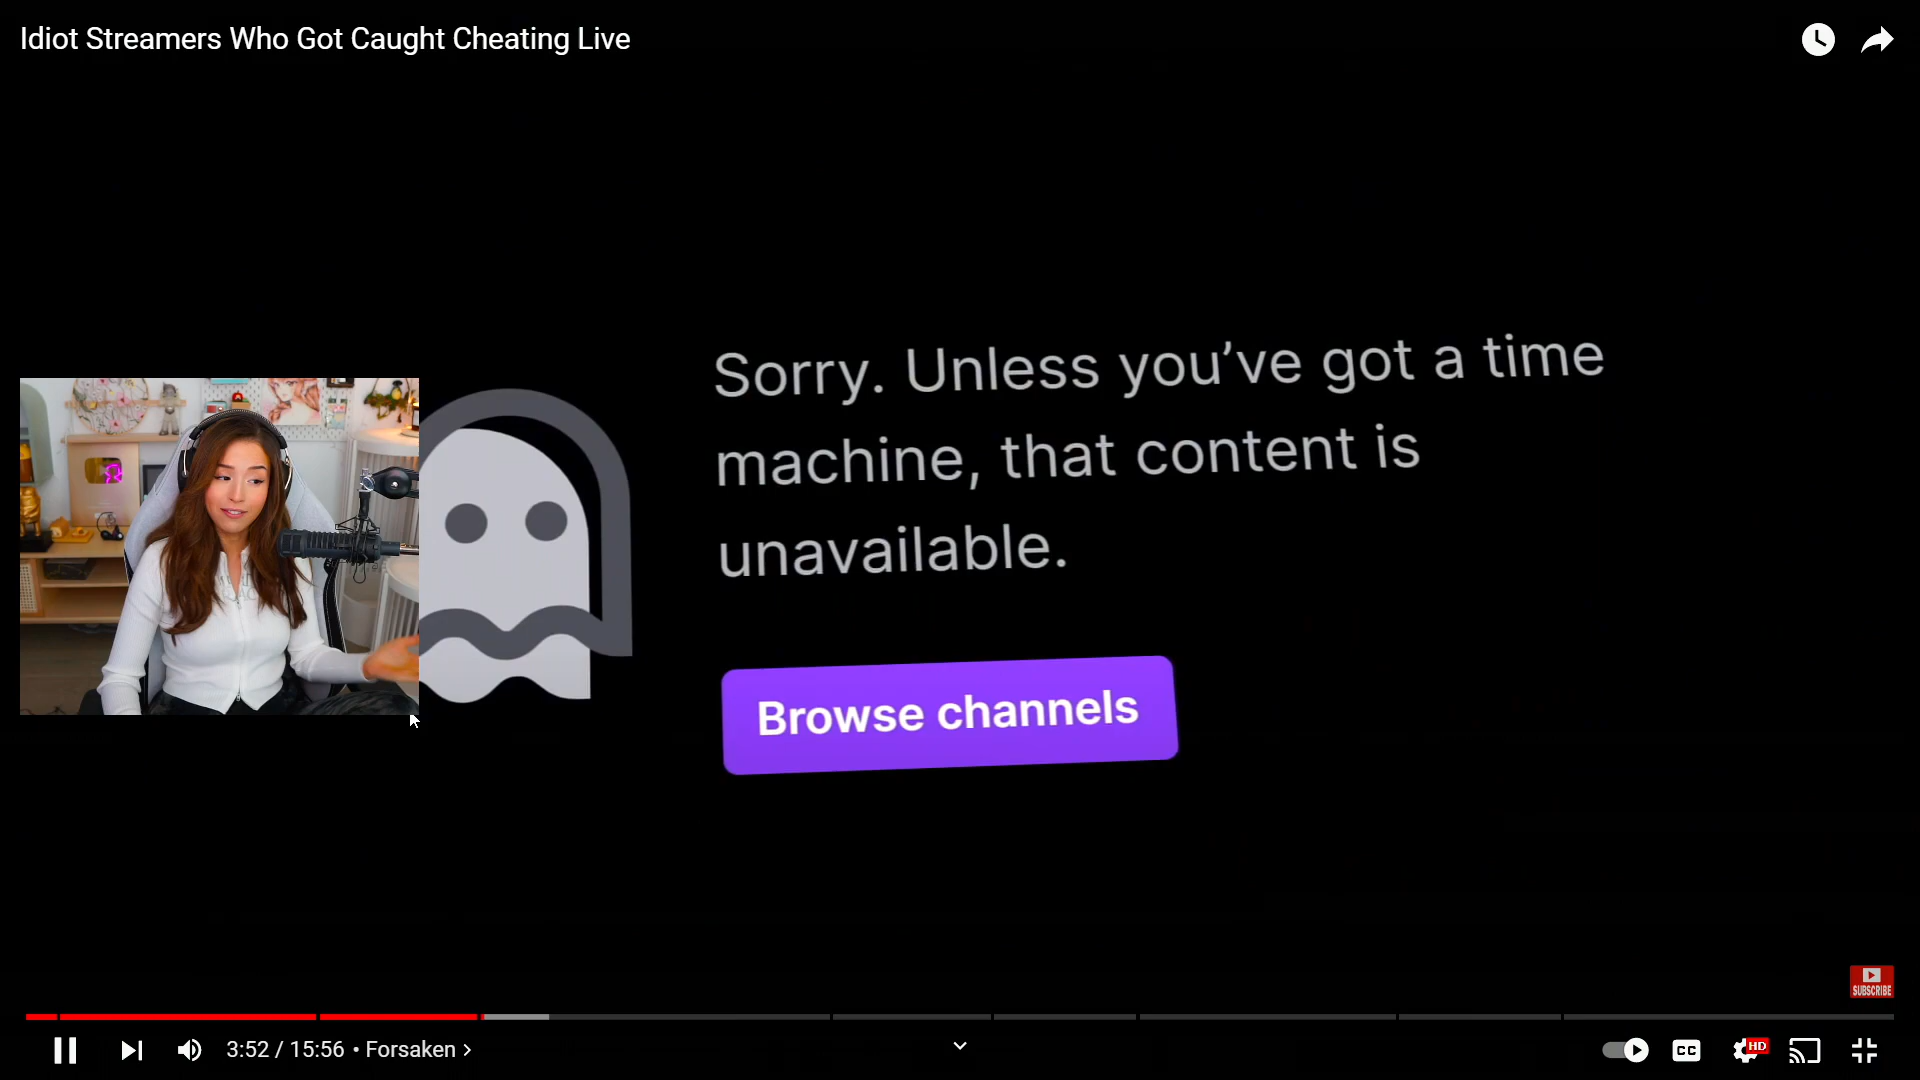 Idiot Streamers Who Got Caught Cheating Live
Sorry. Unless you’ve got a time
machine, that content is
unavailable.
Browse channels
SUBSCRIBE
3:52 / 15:56 • Forsaken >
CC
HD